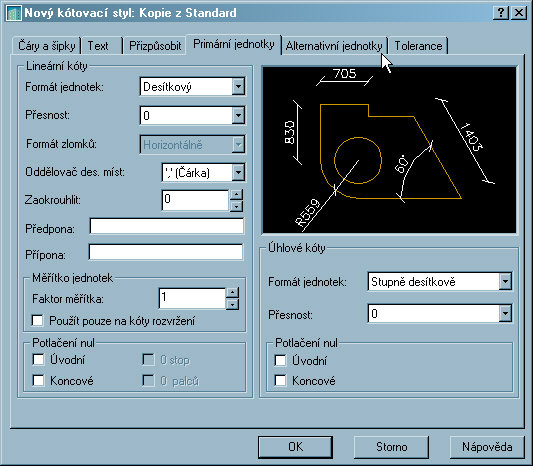 Nový kótovací styl: Kopie z Standard
Čáry a šipky Text Přizpůsobit Primární jednotky Alternativní jednotky Tolerance
Lineární kóty
Formát jednotek: Desítkový
Přesnost: 0
Formát zlomků: Horizontálně
Oddělovač des. míst: ',' (Čárka)
Zaokrouhlit: 0
Předpona:
Přípona:
Měřítko jednotek
Faktor měřítka: 1
Použít pouze na kóty rozvržení
Potlačení nul
Úvodní 0 stop
Koncové 0 palců
705
830
1403
60°
R559
Úhlové kóty
Formát jednotek: Stupně desítkově
Přesnost: 0
Potlačení nul
Úvodní
Koncové
OK Storno Nápověda